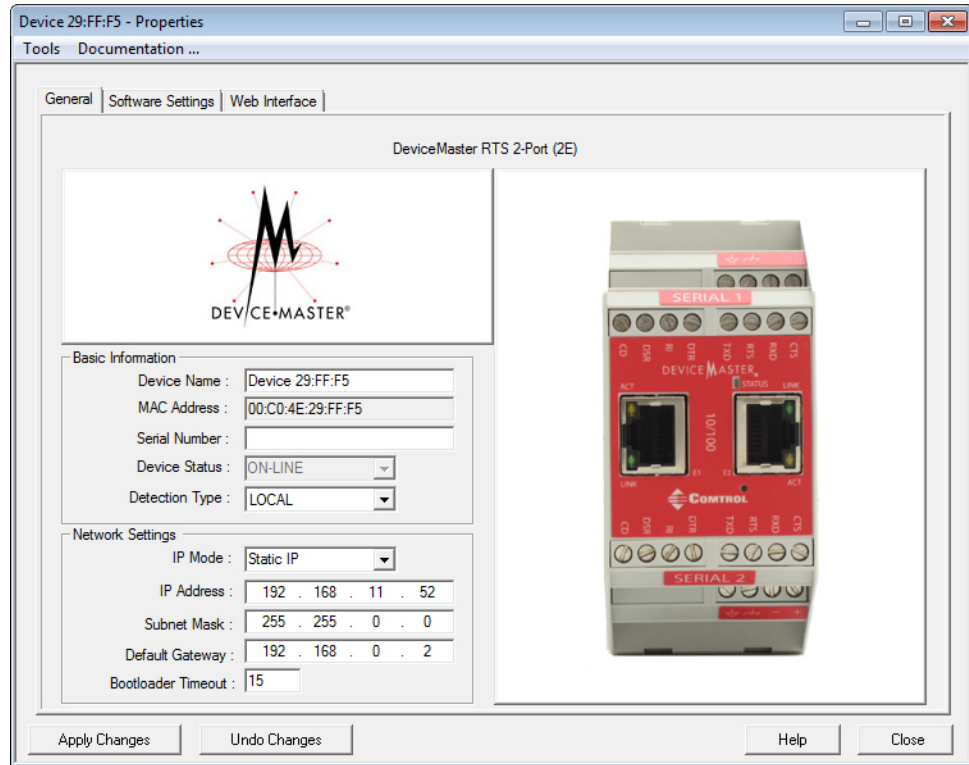 Device 29:FF:F5 - Properties
Tools Documentation ...
General Software Settings Web Interface
DeviceMaster RTS 2-Port (2E)
DEVICE•MASTER®
Basic Information
Device Name : Device 29:FF:F5
MAC Address : 00:C0:4E:29:FF:F5
Serial Number :
Device Status : ON-LINE
Detection Type : LOCAL
Network Settings
IP Mode : Static IP
IP Address : 192 . 168 . 11 . 52
Subnet Mask : 255 . 255 . 0 . 0
Default Gateway : 192 . 168 . 0 . 2
Bootloader Timeout : 15
SERIAL 1
CD DSR RI DTR TXD RTS RXD CTS
DEVICEMASTER®
ACT STATUS LINK
10/100
E1 E2
LINK ACT
COMTROL
CD DSR RI DTR TXD RTS RXD CTS
SERIAL 2
Apply Changes Undo Changes Help Close